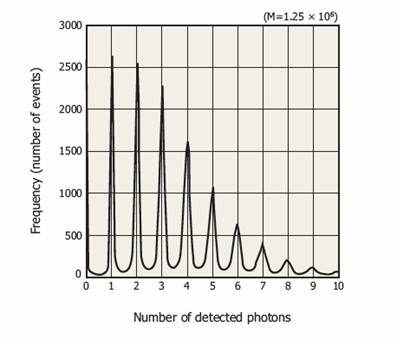 (M=1.25 × 10⁶)
Frequency (number of events)
3000
2500
2000
1500
1000
500
0
0 1 2 3 4 5 6 7 8 9 10
Number of detected photons